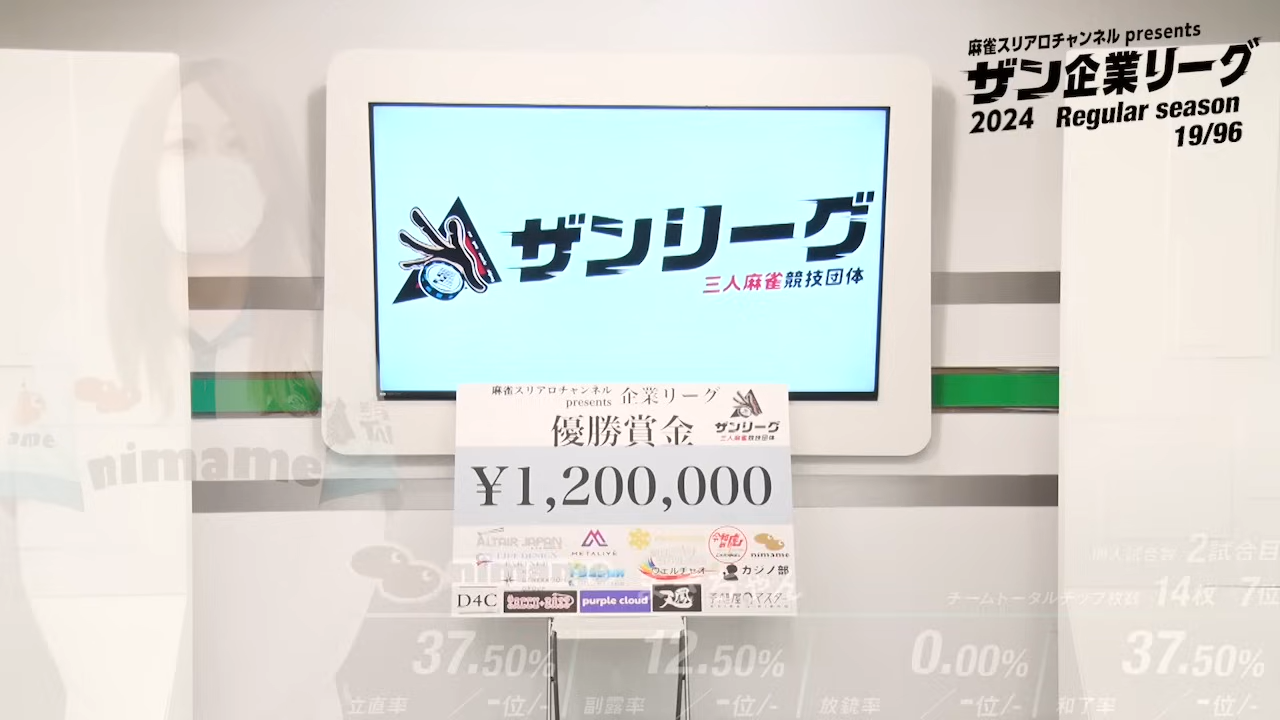 麻雀スリアロチャンネル presents
ザン企業リーグ
2024 Regular season
19/96
ザンリーグ
三人麻雀競技団体
麻雀スリアロチャンネル
presents 企業リーグ
優勝賞金
ザンリーグ
三人麻雀競技団体
¥1,200,000
ALTAIR JAPAN
METALIVE
nimame
LIFE DESIGN
ウェルチャオー
カジノ部
D4C
purple cloud
nimame
個人試合数 2試合目
チームトータルチップ枚数 14枚 7位
37.50% 12.50% 0.00% 37.50%
立直率 ／-位/- 副露率 ／-位/- 放銃率 ／-位/- 和了率 ／-位/-